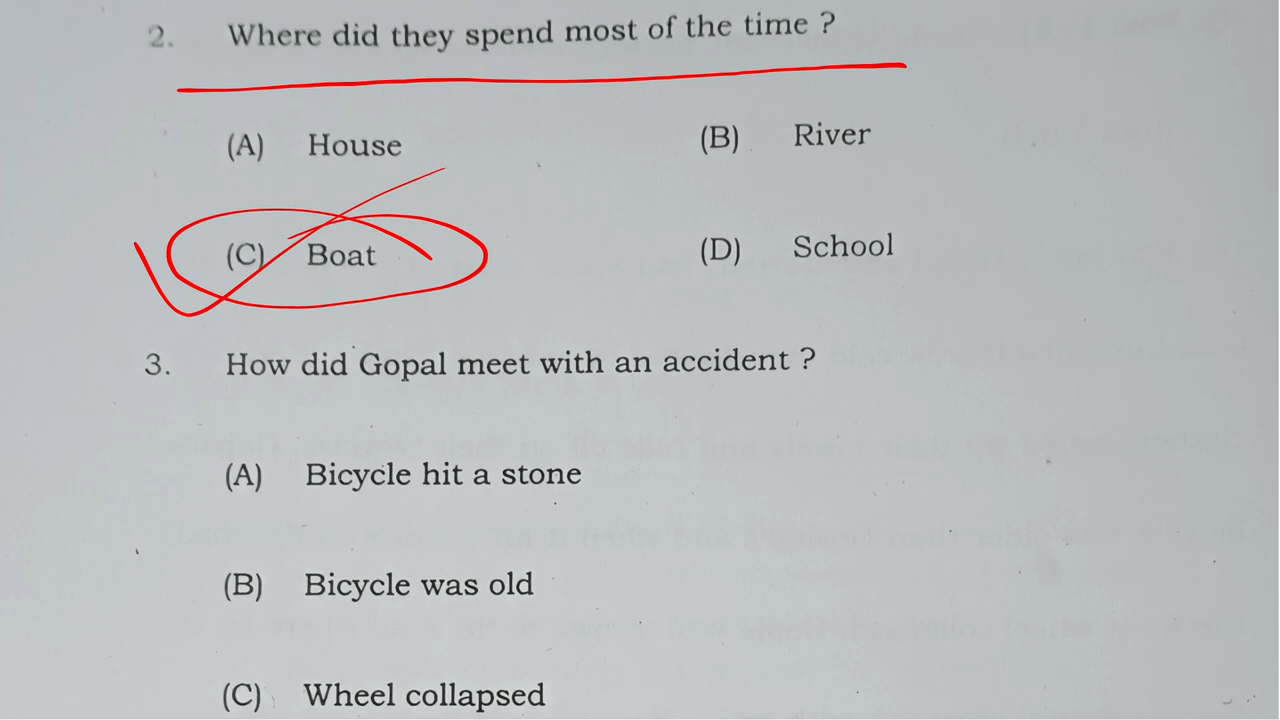 2. Where did they spend most of the time ?
(A) House (B) River
(C) Boat (D) School
3. How did Gopal meet with an accident ?
(A) Bicycle hit a stone
(B) Bicycle was old
(C) Wheel collapsed